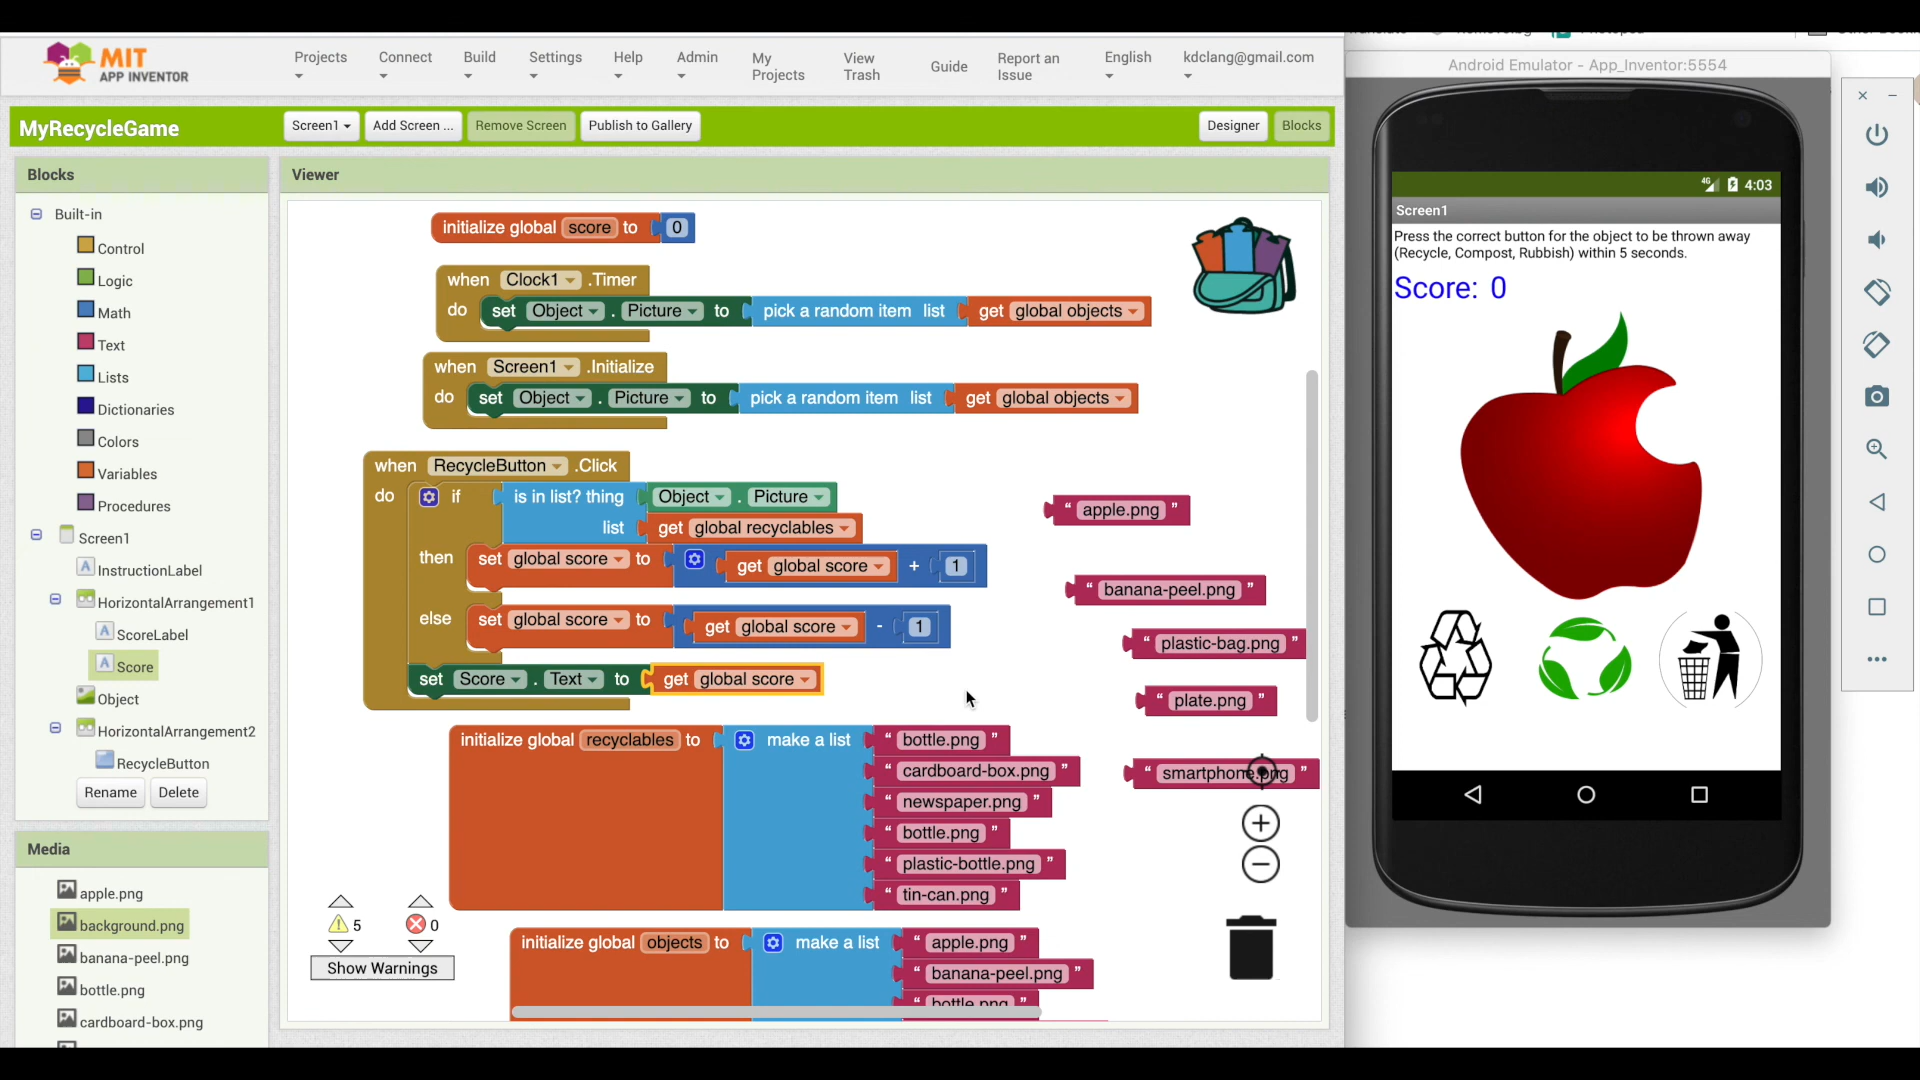 Android Emulator - App_Inventor:5554
MIT
APP INVENTOR
Projects
Connect
Build
Settings
Help
Admin
My Projects
View Trash
Guide
Report an Issue
English
kdclang@gmail.com
MyRecycleGame
Screen1
Add Screen ...
Remove Screen
Publish to Gallery
Designer
Blocks
Blocks
Built-in
Control
Logic
Math
Text
Lists
Dictionaries
Colors
Variables
Procedures
Screen1
InstructionLabel
HorizontalArrangement1
ScoreLabel
Score
Object
HorizontalArrangement2
RecycleButton
Rename
Delete
Media
apple.png
background.png
banana-peel.png
bottle.png
cardboard-box.png
Viewer
initialize global score to 0
when Clock1 .Timer
do set Object . Picture to pick a random item list get global objects
when Screen1 .Initialize
do set Object . Picture to pick a random item list get global objects
when RecycleButton .Click
do if is in list? thing Object . Picture
list get global recyclables
then set global score to get global score + 1
else set global score to get global score - 1
set Score . Text to get global score
“ apple.png ”
“ banana-peel.png ”
“ plastic-bag.png ”
“ plate.png ”
“ smartphone.png ”
initialize global recyclables to make a list “ bottle.png ”
“ cardboard-box.png ”
“ newspaper.png ”
“ bottle.png ”
“ plastic-bottle.png ”
“ tin-can.png ”
initialize global objects to make a list “ apple.png ”
“ banana-peel.png ”
“ bottle.png ”
5
0
Show Warnings
4G 4:03
Screen1
Press the correct button for the object to be thrown away
(Recycle, Compost, Rubbish) within 5 seconds.
Score: 0